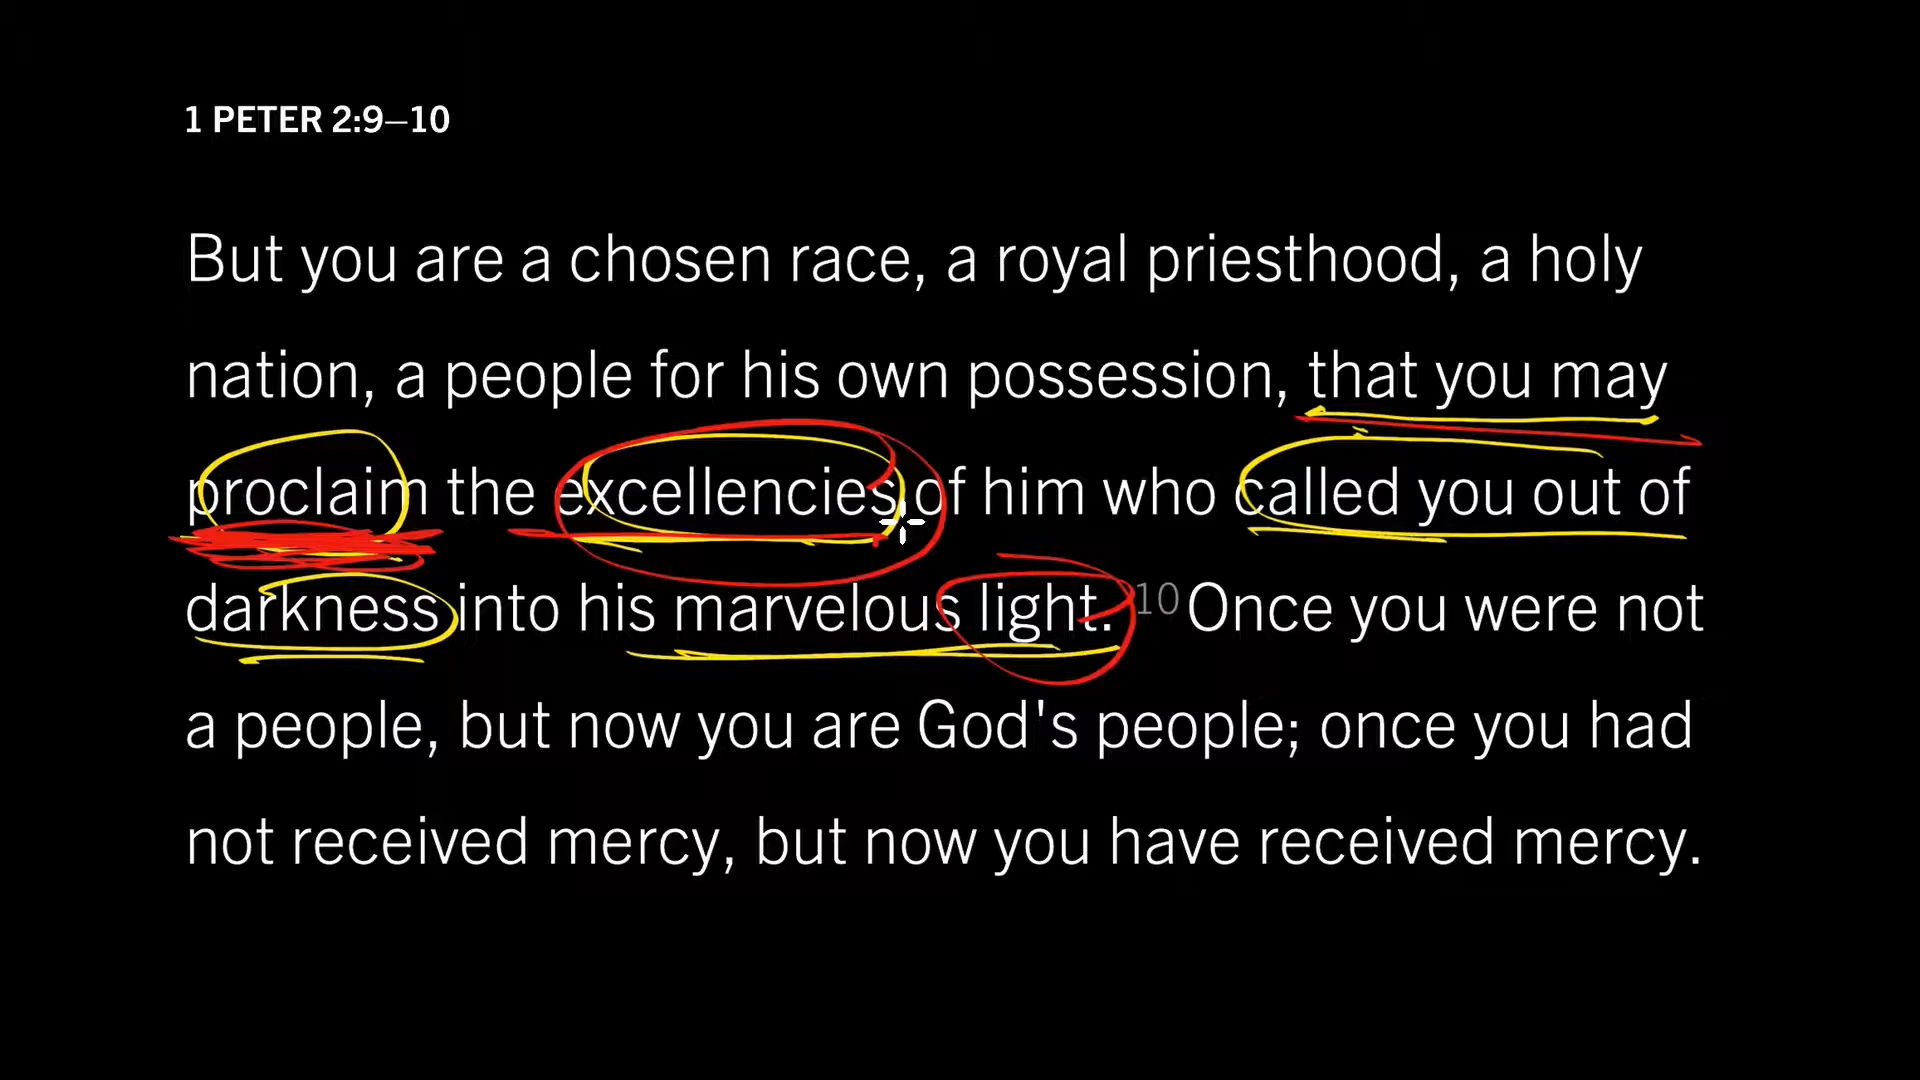 1 PETER 2:9–10
But you are a chosen race, a royal priesthood, a holy
nation, a people for his own possession, that you may
proclaim the excellencies of him who called you out of
darkness into his marvelous light. 10 Once you were not
a people, but now you are God's people; once you had
not received mercy, but now you have received mercy.